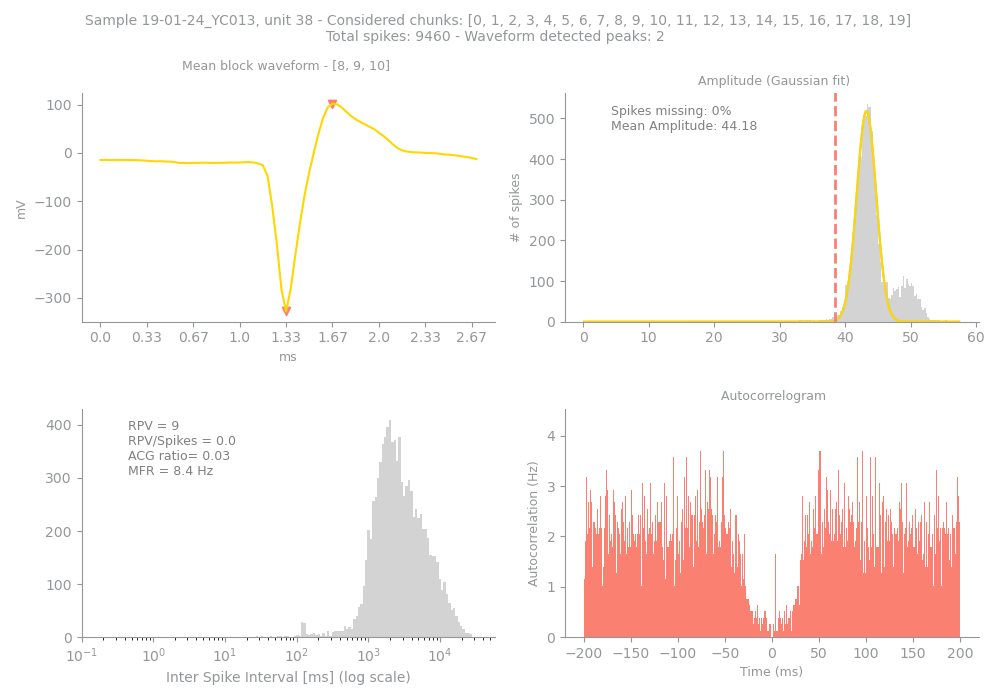 Sample 19-01-24_YC013, unit 38 - Considered chunks: [0, 1, 2, 3, 4, 5, 6, 7, 8, 9, 10, 11, 12, 13, 14, 15, 16, 17, 18, 19]
Total spikes: 9460 - Waveform detected peaks: 2
Mean block waveform - [8, 9, 10]
100
0
−100
−200
−300
mV
0.0 0.33 0.67 1.0 1.33 1.67 2.0 2.33 2.67
ms
Amplitude (Gaussian fit)
Spikes missing: 0%
Mean Amplitude: 44.18
500
400
300
200
100
0
# of spikes
0 10 20 30 40 50 60
RPV = 9
RPV/Spikes = 0.0
ACG ratio= 0.03
MFR = 8.4 Hz
400
300
200
100
0
10⁻¹ 10⁰ 10¹ 10² 10³ 10⁴
Inter Spike Interval [ms] (log scale)
Autocorrelogram
4
3
2
1
0
Autocorrelation (Hz)
−200 −150 −100 −50 0 50 100 150 200
Time (ms)